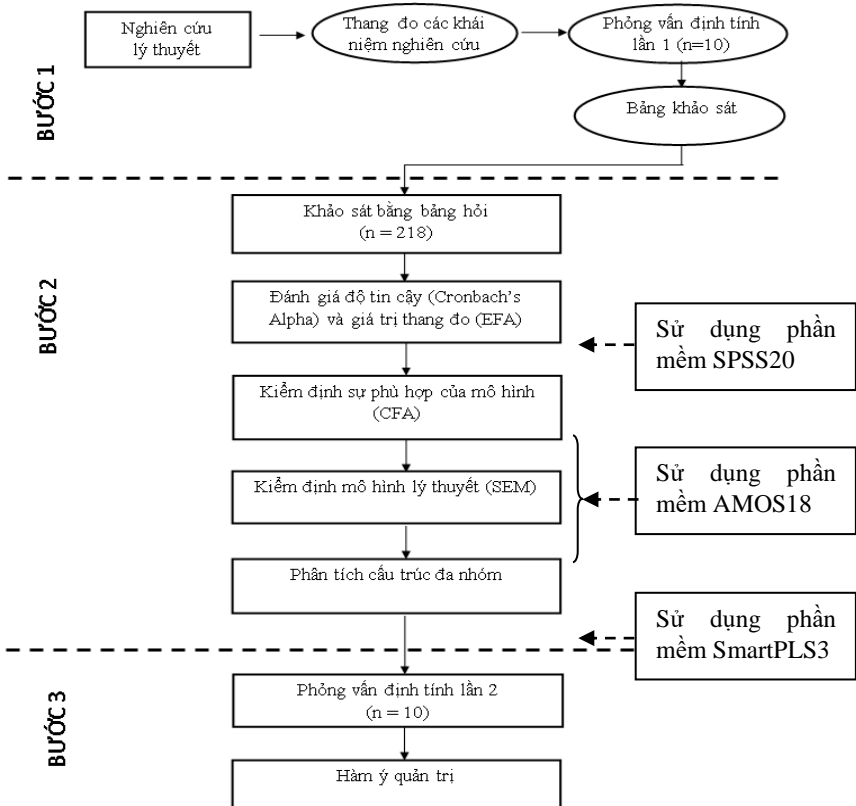 Nghiên cứu
lý thuyết
Thang đo các khái
niệm nghiên cứu
Phỏng vấn định tính
lần 1 (n=10)
BƯỚC 1
Bảng khảo sát
Khảo sát bằng bảng hỏi
(n = 218)
BƯỚC 2
Đánh giá độ tin cậy (Cronbach's
Alpha) và giá trị thang đo (EFA)
Sử dụng phần
mềm SPSS20
Kiểm định sự phù hợp của mô hình
(CFA)
Kiểm định mô hình lý thuyết (SEM)
Sử dụng phần
mềm AMOS18
Phân tích cấu trúc đa nhóm
Sử dụng phần
mềm SmartPLS3
BƯỚC 3
Phỏng vấn định tính lần 2
(n = 10)
Hàm ý quản trị